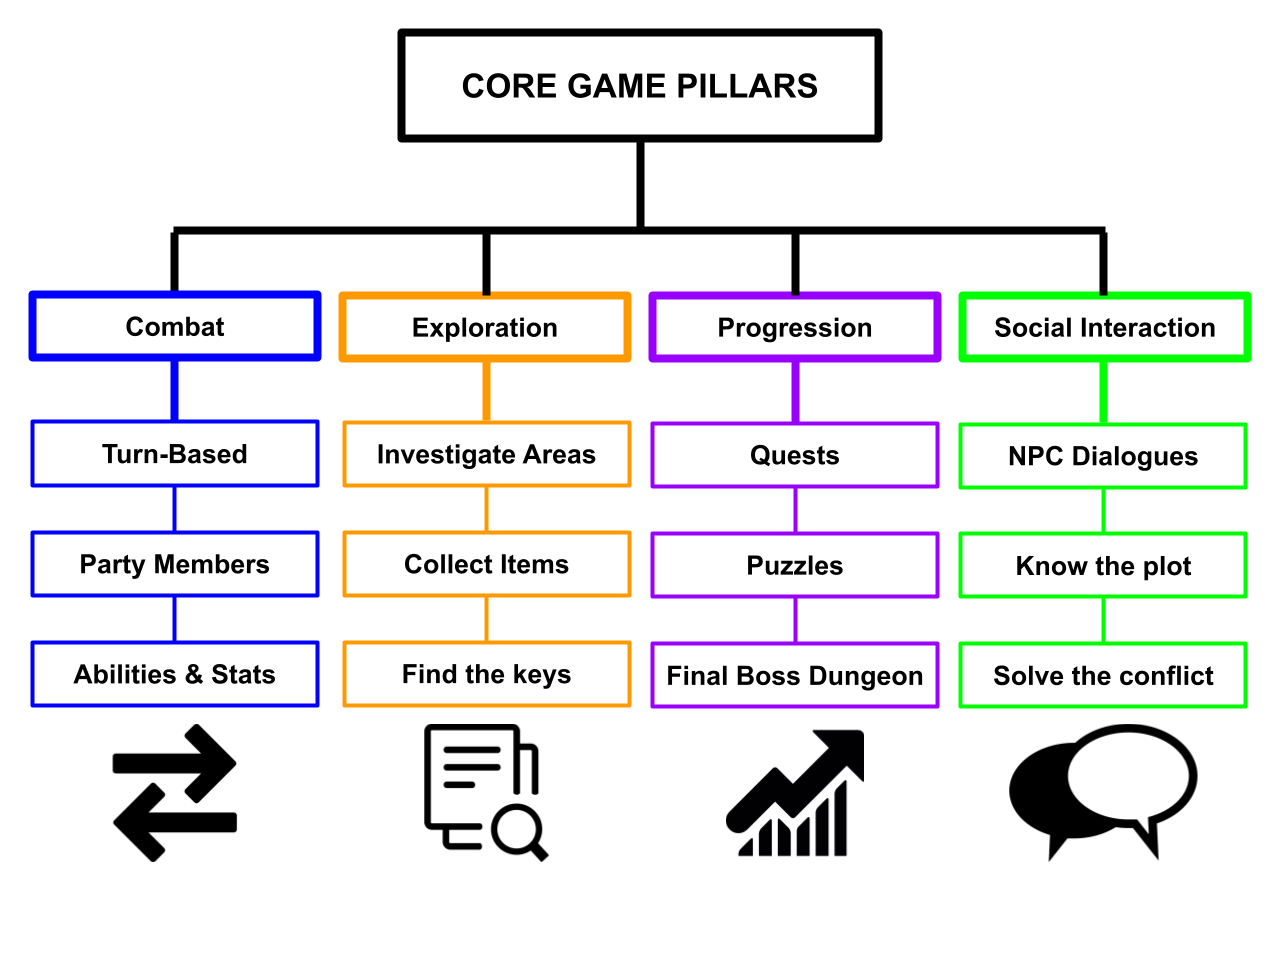 CORE GAME PILLARS
Combat
Exploration
Progression
Social Interaction
Turn-Based
Investigate Areas
Quests
NPC Dialogues
Party Members
Collect Items
Puzzles
Know the plot
Abilities & Stats
Find the keys
Final Boss Dungeon
Solve the conflict